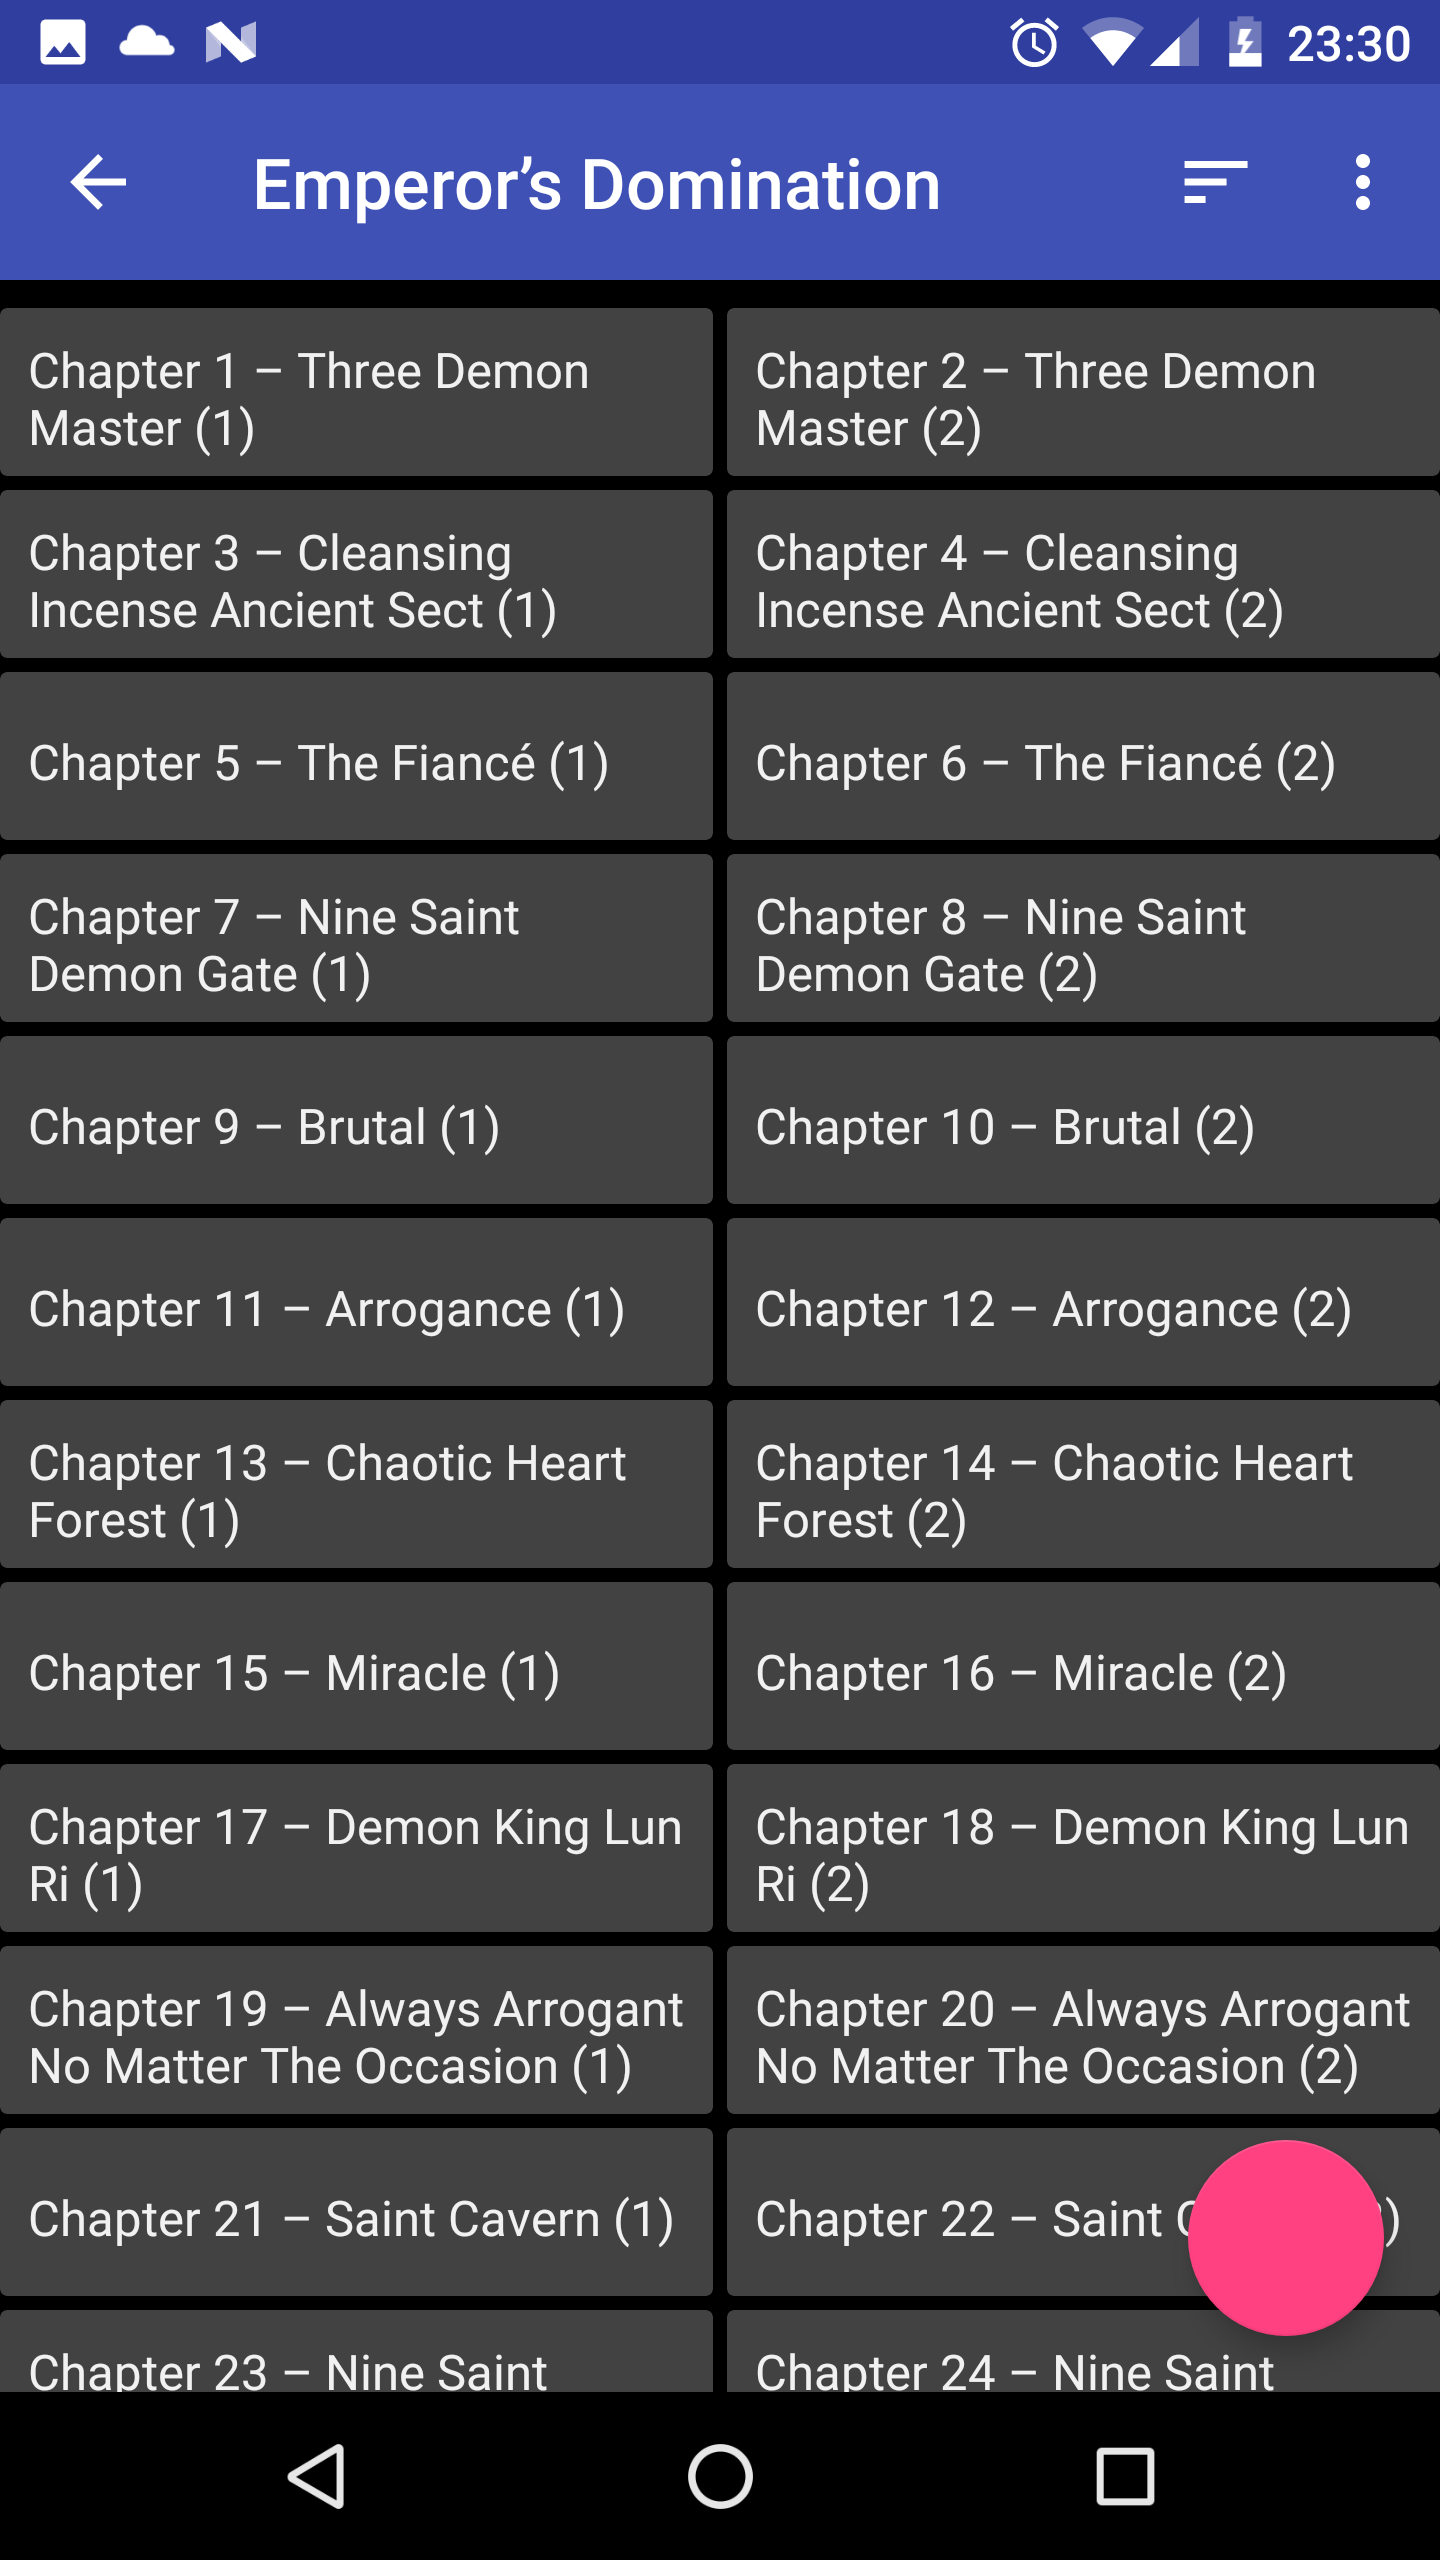 23:30
Emperor’s Domination
Chapter 1 – Three Demon
Master (1)
Chapter 2 – Three Demon
Master (2)
Chapter 3 – Cleansing
Incense Ancient Sect (1)
Chapter 4 – Cleansing
Incense Ancient Sect (2)
Chapter 5 – The Fiancé (1)
Chapter 6 – The Fiancé (2)
Chapter 7 – Nine Saint
Demon Gate (1)
Chapter 8 – Nine Saint
Demon Gate (2)
Chapter 9 – Brutal (1)
Chapter 10 – Brutal (2)
Chapter 11 – Arrogance (1)
Chapter 12 – Arrogance (2)
Chapter 13 – Chaotic Heart
Forest (1)
Chapter 14 – Chaotic Heart
Forest (2)
Chapter 15 – Miracle (1)
Chapter 16 – Miracle (2)
Chapter 17 – Demon King Lun
Ri (1)
Chapter 18 – Demon King Lun
Ri (2)
Chapter 19 – Always Arrogant
No Matter The Occasion (1)
Chapter 20 – Always Arrogant
No Matter The Occasion (2)
Chapter 21 – Saint Cavern (1)
Chapter 22 – Saint
Chapter 23 – Nine Saint
Chapter 24 – Nine Saint